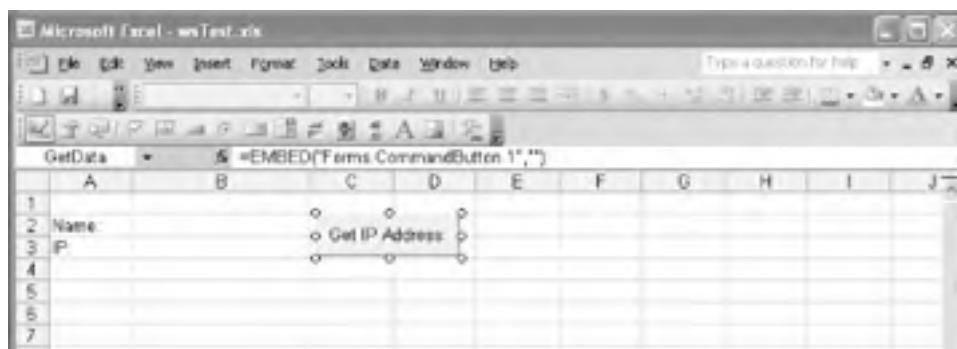 Microsoft Excel - wsTest.xls
File Edit View Insert Format Tools Data Window Help Type a question for help
B I U $ A
A
GetData fx =EMBED("Forms.CommandButton.1","")
A B C D E F G H I J
1
2 Name Get IP Address
3 IP
4
5
6
7